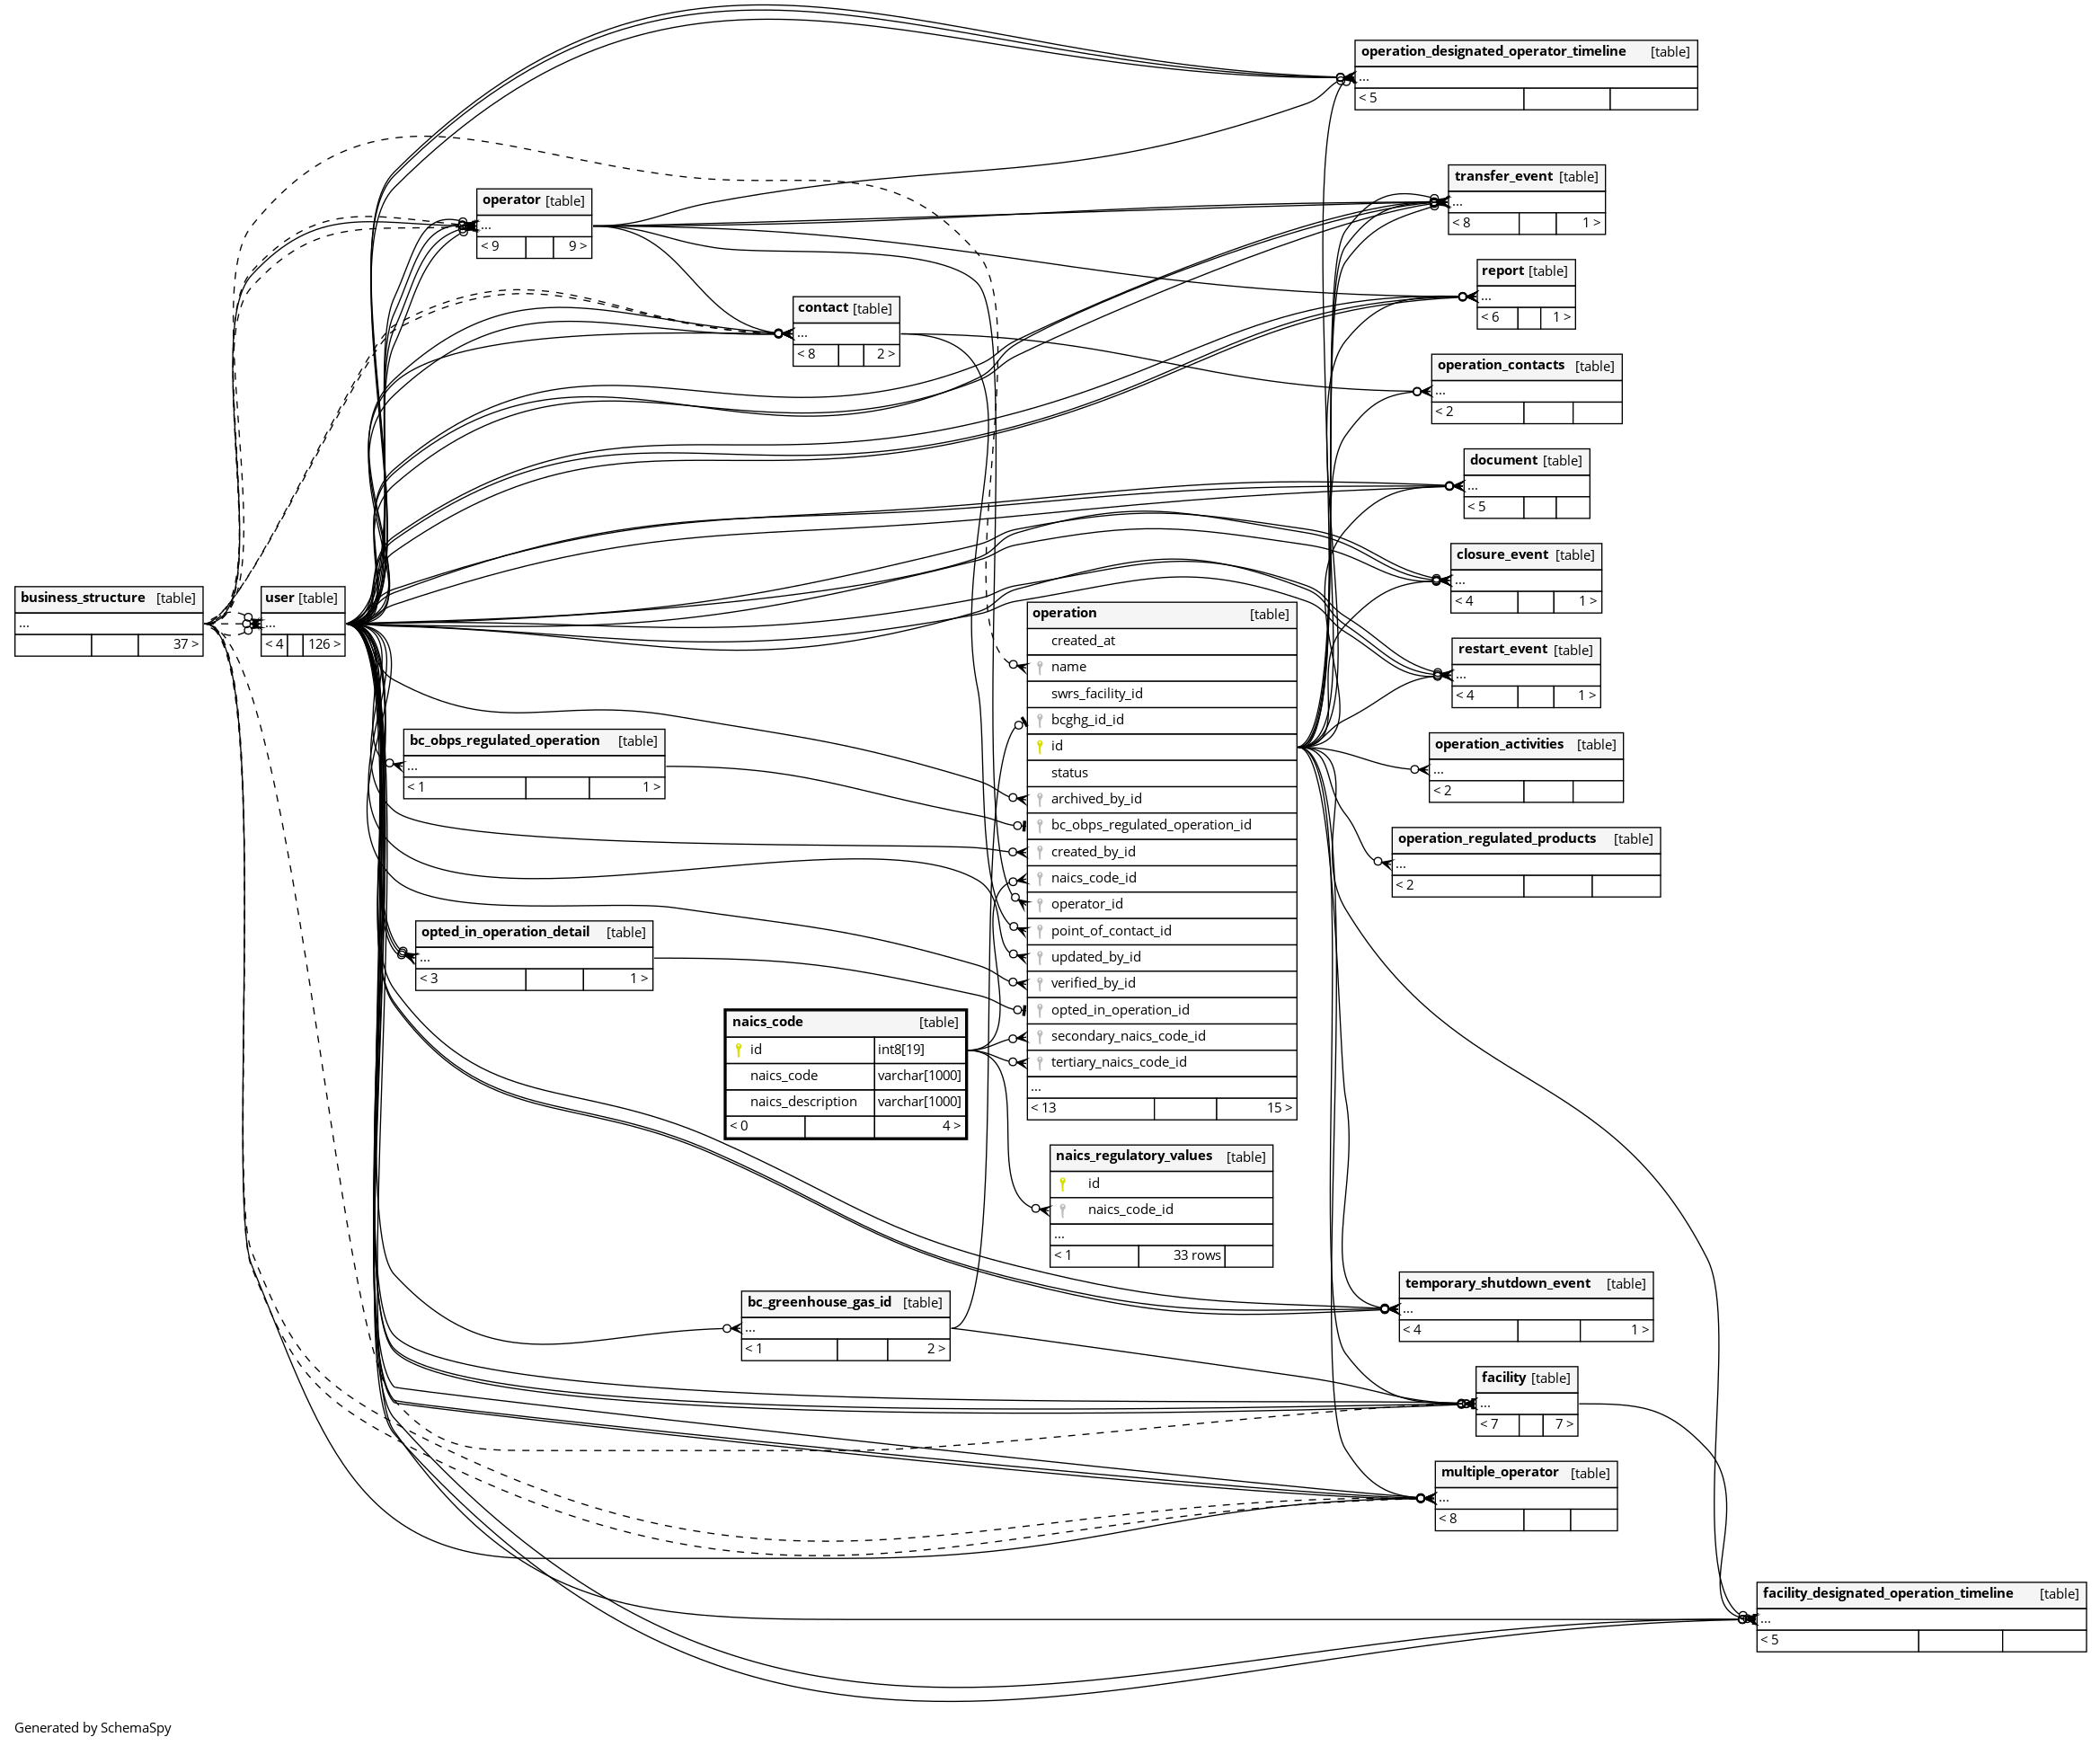 operation_designated_operator_timeline [table]
...
< 5
transfer_event [table]
...
< 8 1 >
operator [table]
...
< 9 9 >
report [table]
...
< 6 1 >
contact [table]
...
< 8 2 >
operation_contacts [table]
...
< 2
document [table]
...
< 5
closure_event [table]
...
< 4 1 >
business_structure [table]
...
37 >
user [table]
...
< 4 126 >
operation [table]
created_at
name
swrs_facility_id
bcghg_id_id
id
status
archived_by_id
bc_obps_regulated_operation_id
created_by_id
naics_code_id
operator_id
point_of_contact_id
updated_by_id
verified_by_id
opted_in_operation_id
secondary_naics_code_id
tertiary_naics_code_id
...
< 13 15 >
restart_event [table]
...
< 4 1 >
bc_obps_regulated_operation [table]
...
< 1 1 >
operation_activities [table]
...
< 2
operation_regulated_products [table]
...
< 2
opted_in_operation_detail [table]
...
< 3 1 >
naics_code [table]
id int8[19]
naics_code varchar[1000]
naics_description varchar[1000]
< 0 4 >
naics_regulatory_values [table]
id
naics_code_id
...
< 1 33 rows
bc_greenhouse_gas_id [table]
...
< 1 2 >
temporary_shutdown_event [table]
...
< 4 1 >
facility [table]
...
< 7 7 >
multiple_operator [table]
...
< 8
facility_designated_operation_timeline [table]
...
< 5
Generated by SchemaSpy